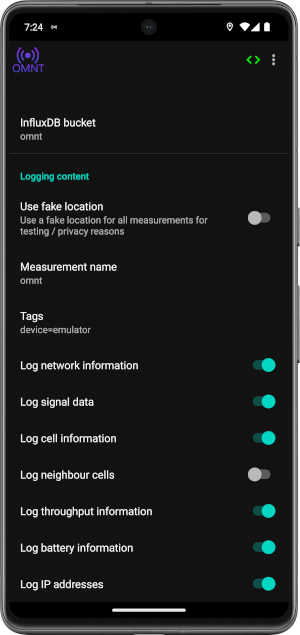 7:24
OMNT
InfluxDB bucket
omnt
Logging content
Use fake location
Use a fake location for all measurements for
testing / privacy reasons
Measurement name
omnt
Tags
device=emulator
Log network information
Log signal data
Log cell information
Log neighbour cells
Log throughput information
Log battery information
Log IP addresses